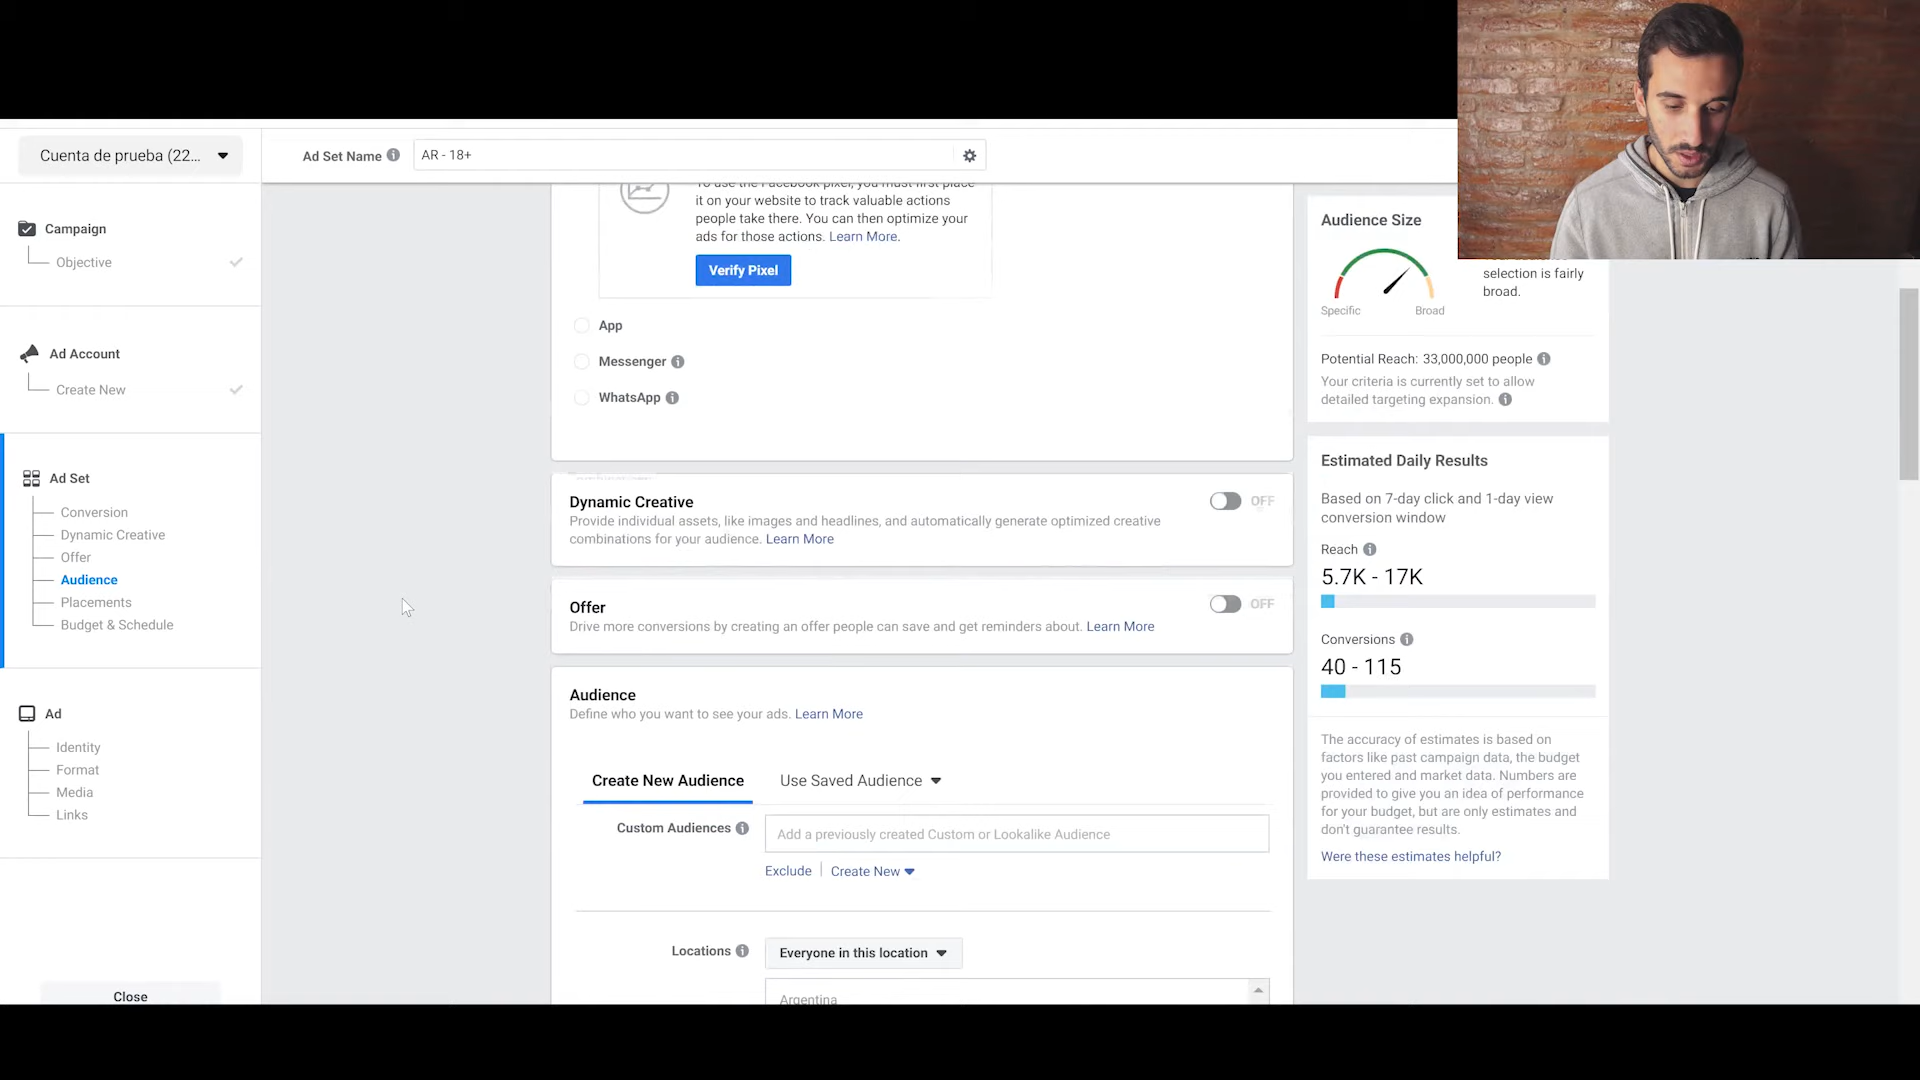 Cuenta de prueba (22...
Ad Set Name
AR - 18+
Campaign
Objective
Ad Account
Create New
Ad Set
Conversion
Dynamic Creative
Offer
Audience
Placements
Budget & Schedule
Ad
Identity
Format
Media
Links
Close
To use the Facebook pixel, you must first place
it on your website to track valuable actions
people take there. You can then optimize your
ads for those actions. Learn More.
Verify Pixel
App
Messenger
WhatsApp
Dynamic Creative
OFF
Provide individual assets, like images and headlines, and automatically generate optimized creative
combinations for your audience. Learn More
Offer
OFF
Drive more conversions by creating an offer people can save and get reminders about. Learn More
Audience
Define who you want to see your ads. Learn More
Create New Audience
Use Saved Audience
Custom Audiences
Add a previously created Custom or Lookalike Audience
Exclude
Create New
Locations
Everyone in this location
Argentina
Audience Size
selection is fairly
broad.
Specific
Broad
Potential Reach: 33,000,000 people
Your criteria is currently set to allow
detailed targeting expansion.
Estimated Daily Results
Based on 7-day click and 1-day view
conversion window
Reach
5.7K - 17K
Conversions
40 - 115
The accuracy of estimates is based on
factors like past campaign data, the budget
you entered and market data. Numbers are
provided to give you an idea of performance
for your budget, but are only estimates and
don't guarantee results.
Were these estimates helpful?